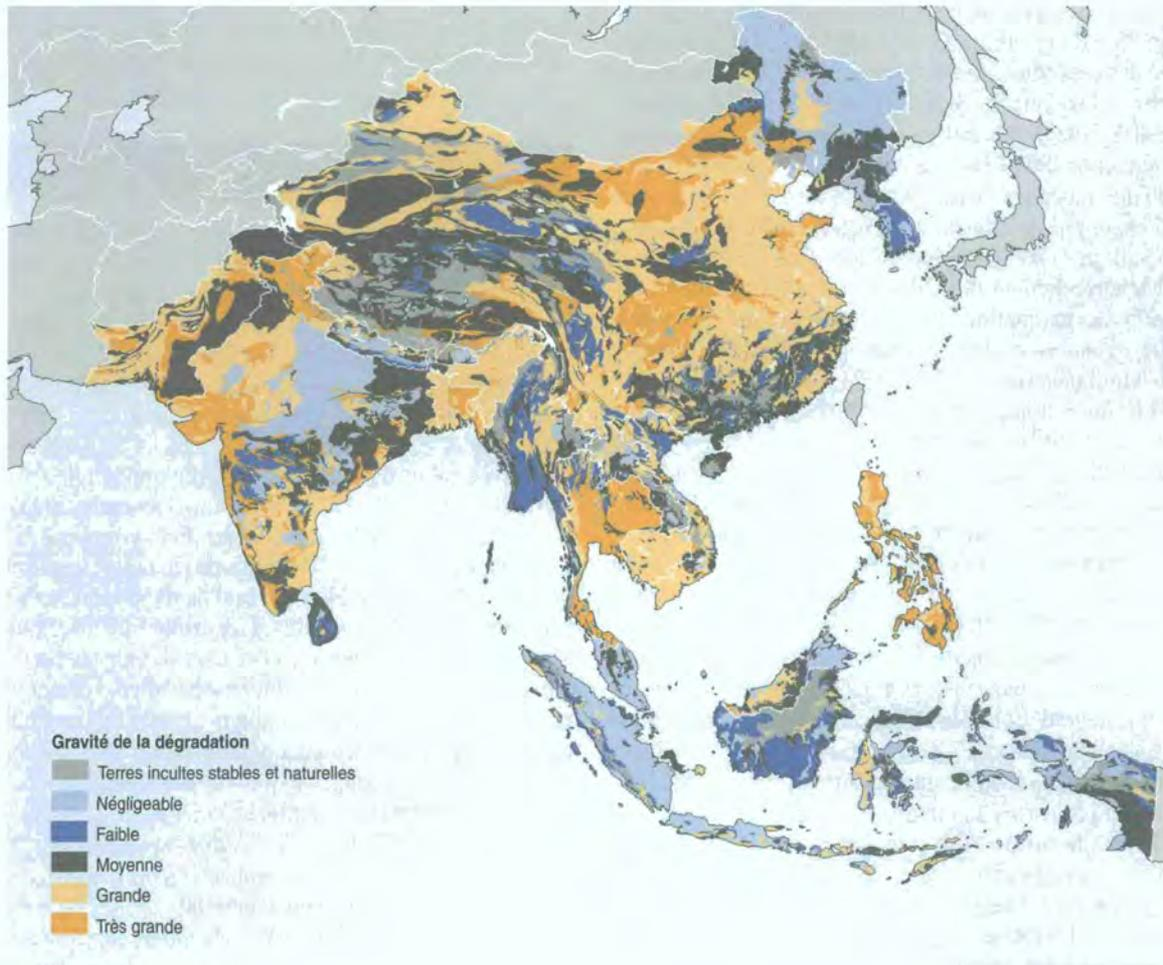 Gravité de la dégradation
Terres incultes stables et naturelles
Négligeable
Faible
Moyenne
Grande
Très grande